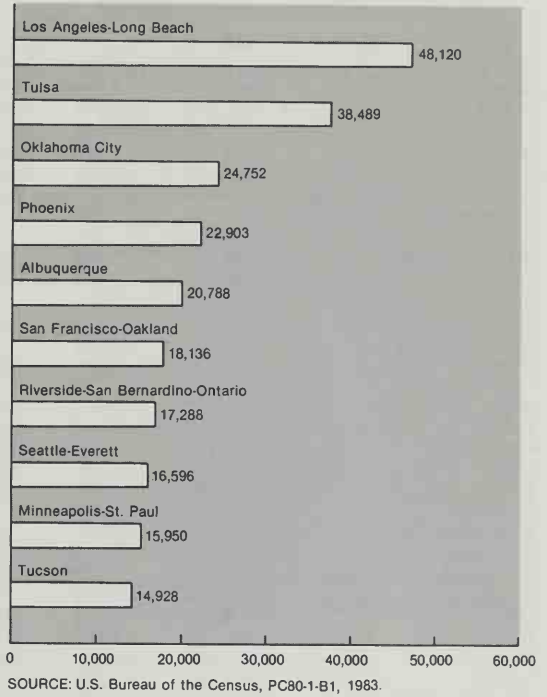 Los Angeles-Long Beach
48,120
Tulsa
38,489
Oklahoma City
24,752
Phoenix
22,903
Albuquerque
20,788
San Francisco-Oakland
18,136
Riverside-San Bernardino-Ontario
17,288
Seattle-Everett
16,596
Minneapolis-St. Paul
15,950
Tucson
14,928
0 10,000 20,000 30,000 40,000 50,000 60,000
SOURCE: U.S. Bureau of the Census, PC80-1-B1, 1983.